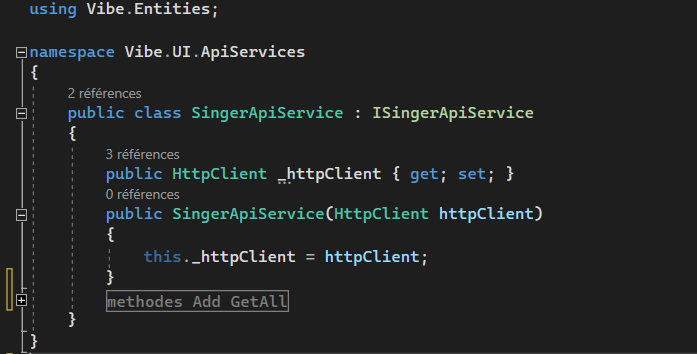 using Vibe.Entities;
namespace Vibe.UI.ApiServices
{
2 références
public class SingerApiService : ISingerApiService
{
3 références
public HttpClient _httpClient { get; set; }
0 références
public SingerApiService(HttpClient httpClient)
{
this._httpClient = httpClient;
}
methodes Add GetAll
}
}